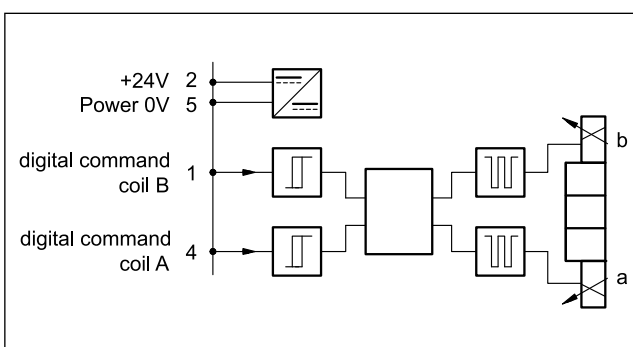 +24V 2
Power 0V 5
digital command
coil B 1
digital command
coil A 4
b
a